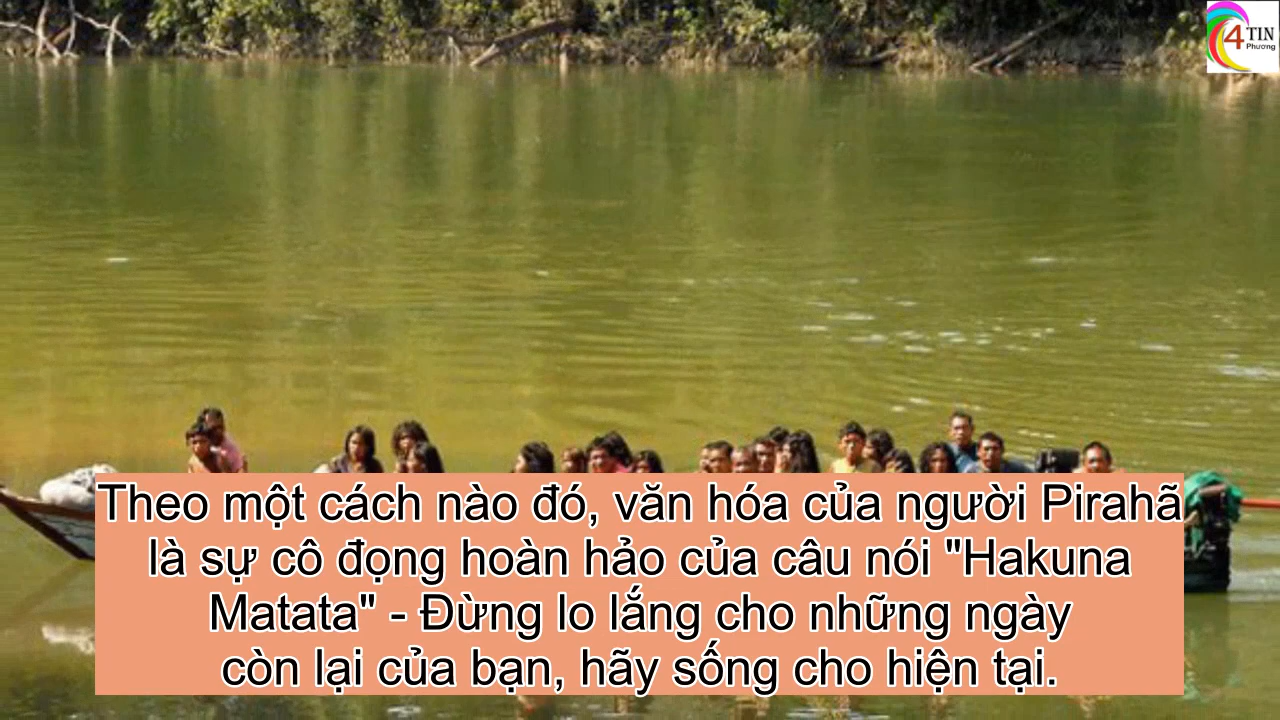 4 TIN
Phương
Theo một cách nào đó, văn hóa của người Pirahã
là sự cô đọng hoàn hảo của câu nói "Hakuna
Matata" - Đừng lo lắng cho những ngày
còn lại của bạn, hãy sống cho hiện tại.